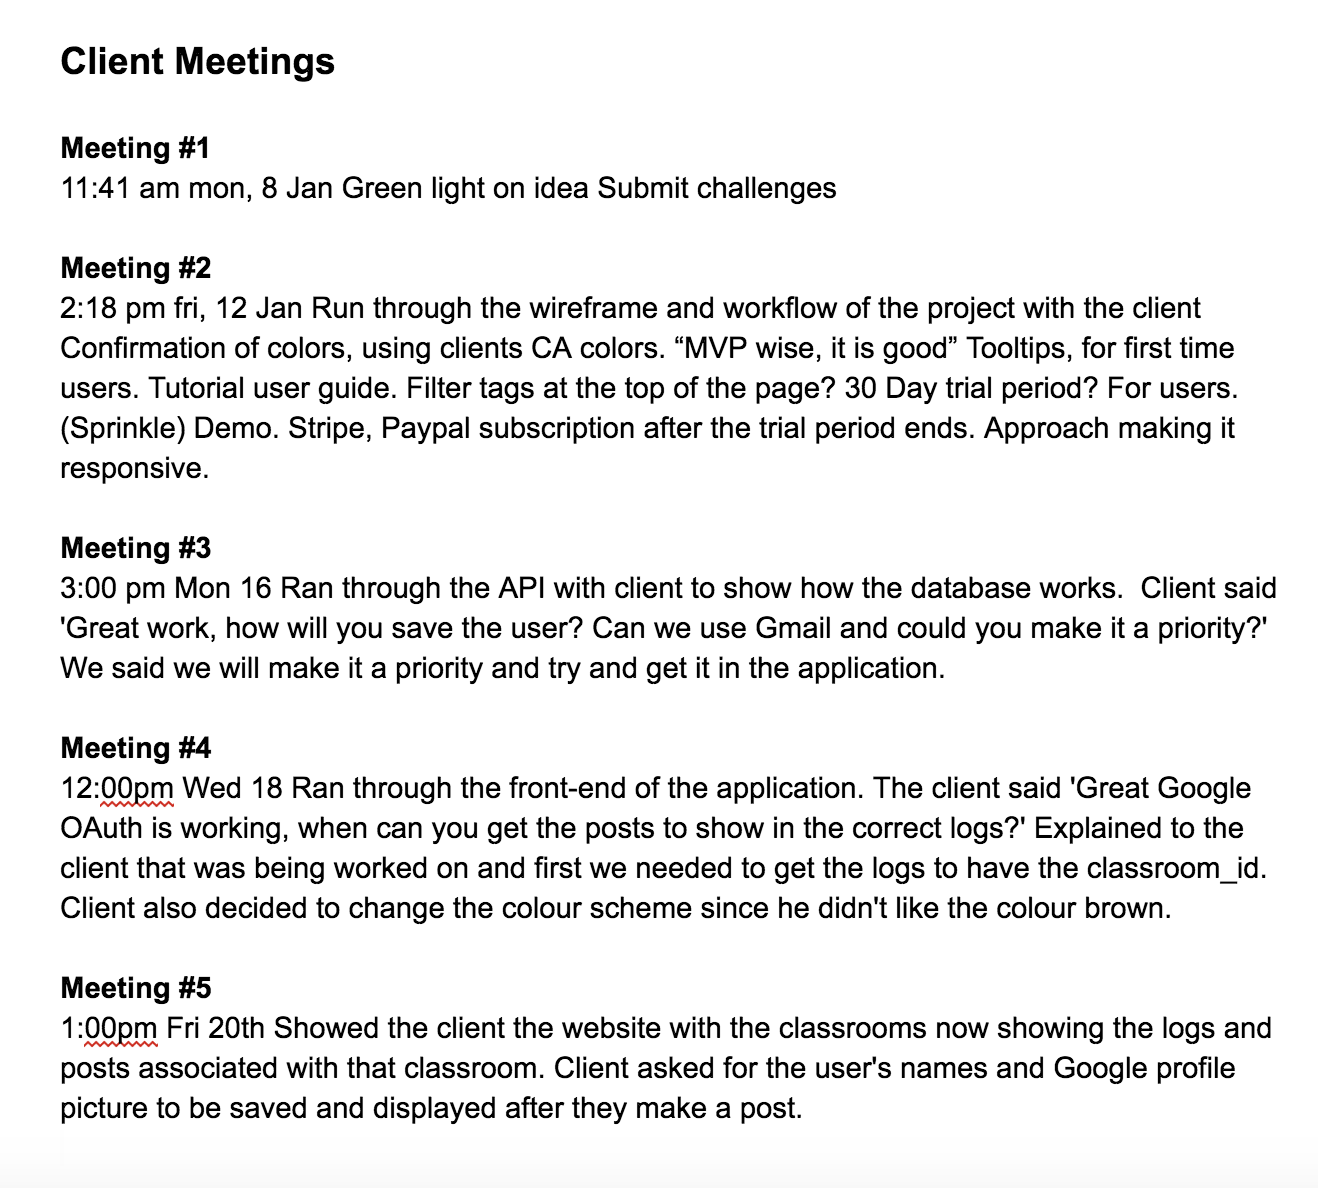 Client Meetings
Meeting #1
11:41 am mon, 8 Jan Green light on idea Submit challenges
Meeting #2
2:18 pm fri, 12 Jan Run through the wireframe and workflow of the project with the client
Confirmation of colors, using clients CA colors. “MVP wise, it is good” Tooltips, for first time
users. Tutorial user guide. Filter tags at the top of the page? 30 Day trial period? For users.
(Sprinkle) Demo. Stripe, Paypal subscription after the trial period ends. Approach making it
responsive.
Meeting #3
3:00 pm Mon 16 Ran through the API with client to show how the database works.  Client said
'Great work, how will you save the user? Can we use Gmail and could you make it a priority?'
We said we will make it a priority and try and get it in the application.
Meeting #4
12:00pm Wed 18 Ran through the front-end of the application. The client said 'Great Google
OAuth is working, when can you get the posts to show in the correct logs?' Explained to the
client that was being worked on and first we needed to get the logs to have the classroom_id.
Client also decided to change the colour scheme since he didn't like the colour brown.
Meeting #5
1:00pm Fri 20th Showed the client the website with the classrooms now showing the logs and
posts associated with that classroom. Client asked for the user's names and Google profile
picture to be saved and displayed after they make a post.